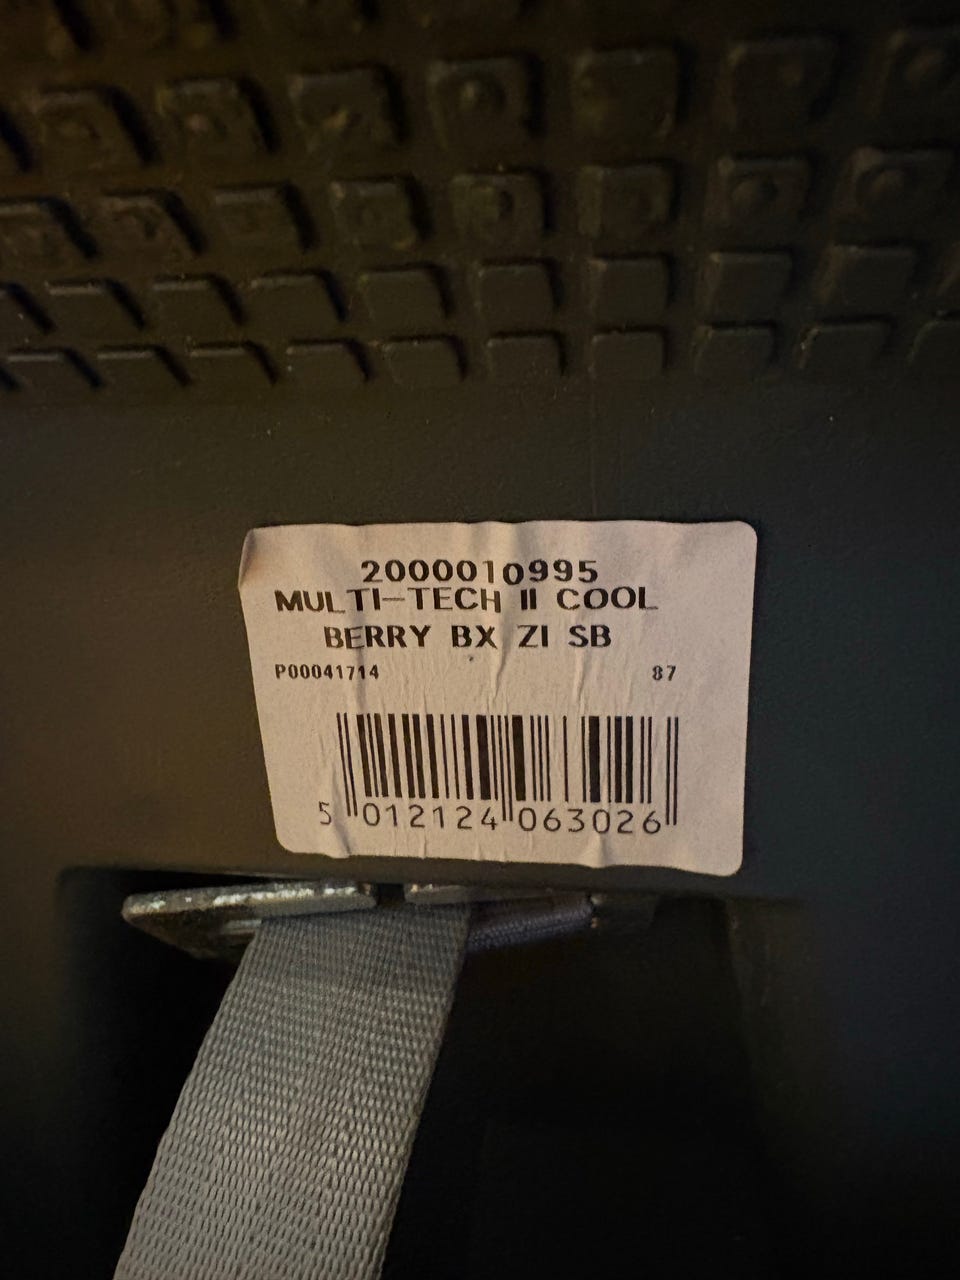 2000010995
MULTI-TECH II COOL
BERRY BX ZI SB
P00041714 87
5 012124 063026